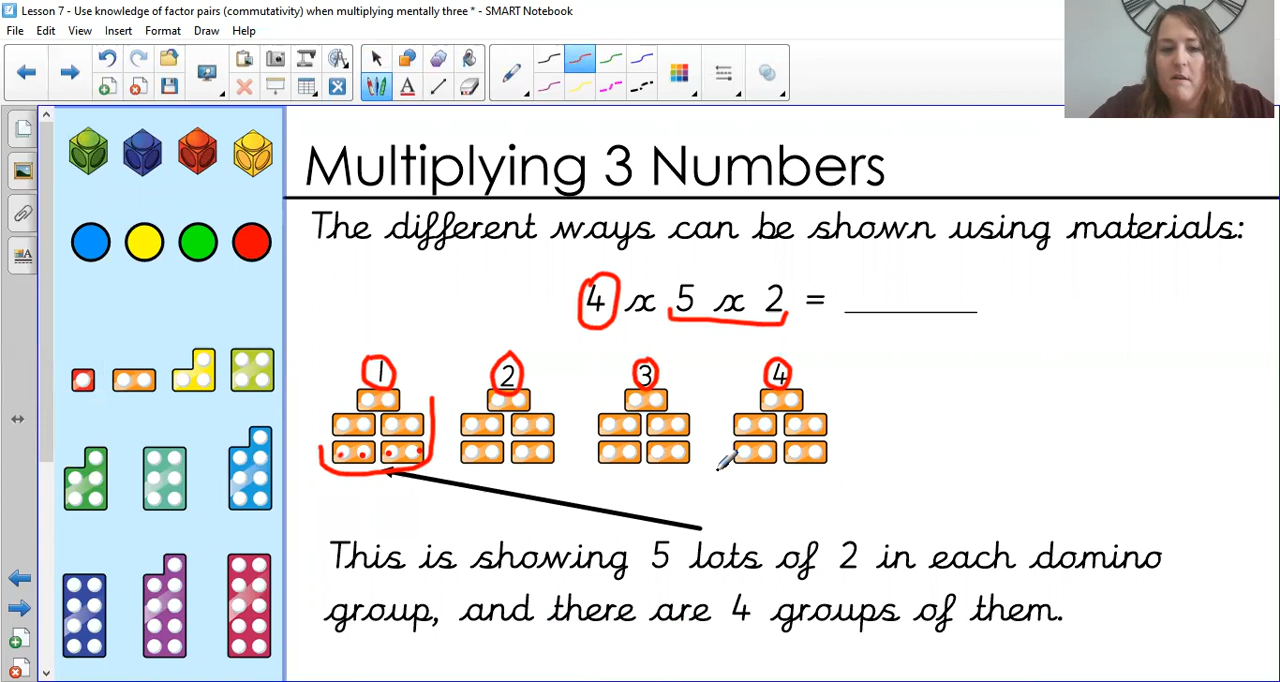 Lesson 7 - Use knowledge of factor pairs (commutativity) when multiplying mentally three * - SMART Notebook
File Edit View Insert Format Draw Help
Multiplying 3 Numbers
The different ways can be shown using materials:
4 x 5 x 2 = ________
1 2 3 4
This is showing 5 lots of 2 in each domino
group, and there are 4 groups of them.